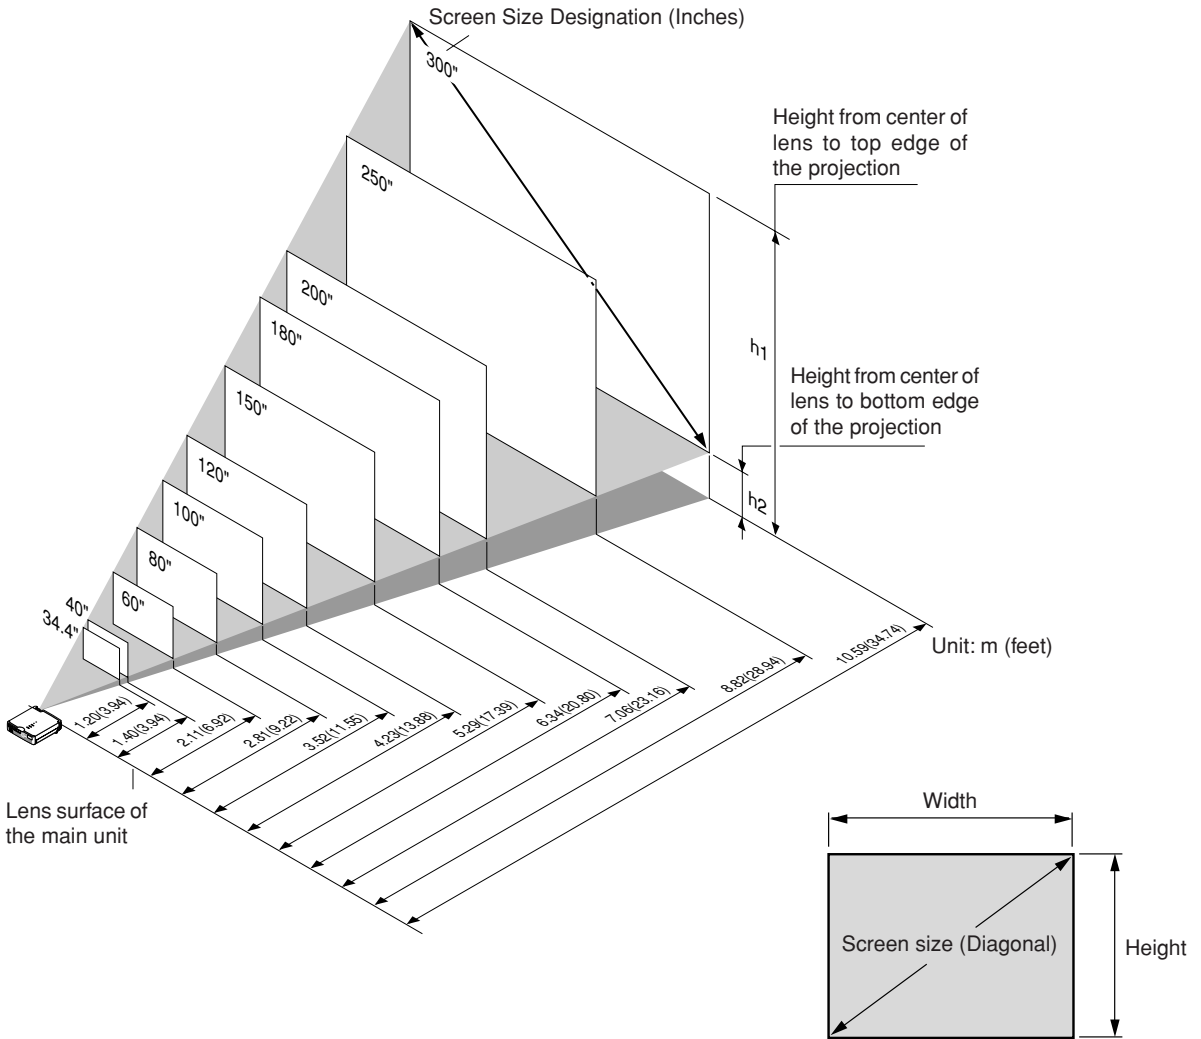 Screen Size Designation (Inches)
300"
Height from center of
lens to top edge of
the projection
250"
200"
180"
h1
Height from center of
lens to bottom edge
of the projection
150"
120"
h2
100"
80"
60"
40"
34.4"
Unit: m (feet)
1.20(3.94)
1.40(3.94)
2.11(6.92)
2.81(9.22)
3.52(11.55)
4.23(13.88)
5.29(17.39)
6.34(20.80)
7.06(23.16)
8.82(28.94)
10.59(34.74)
Lens surface of
the main unit
Width
Screen size (Diagonal)
Height